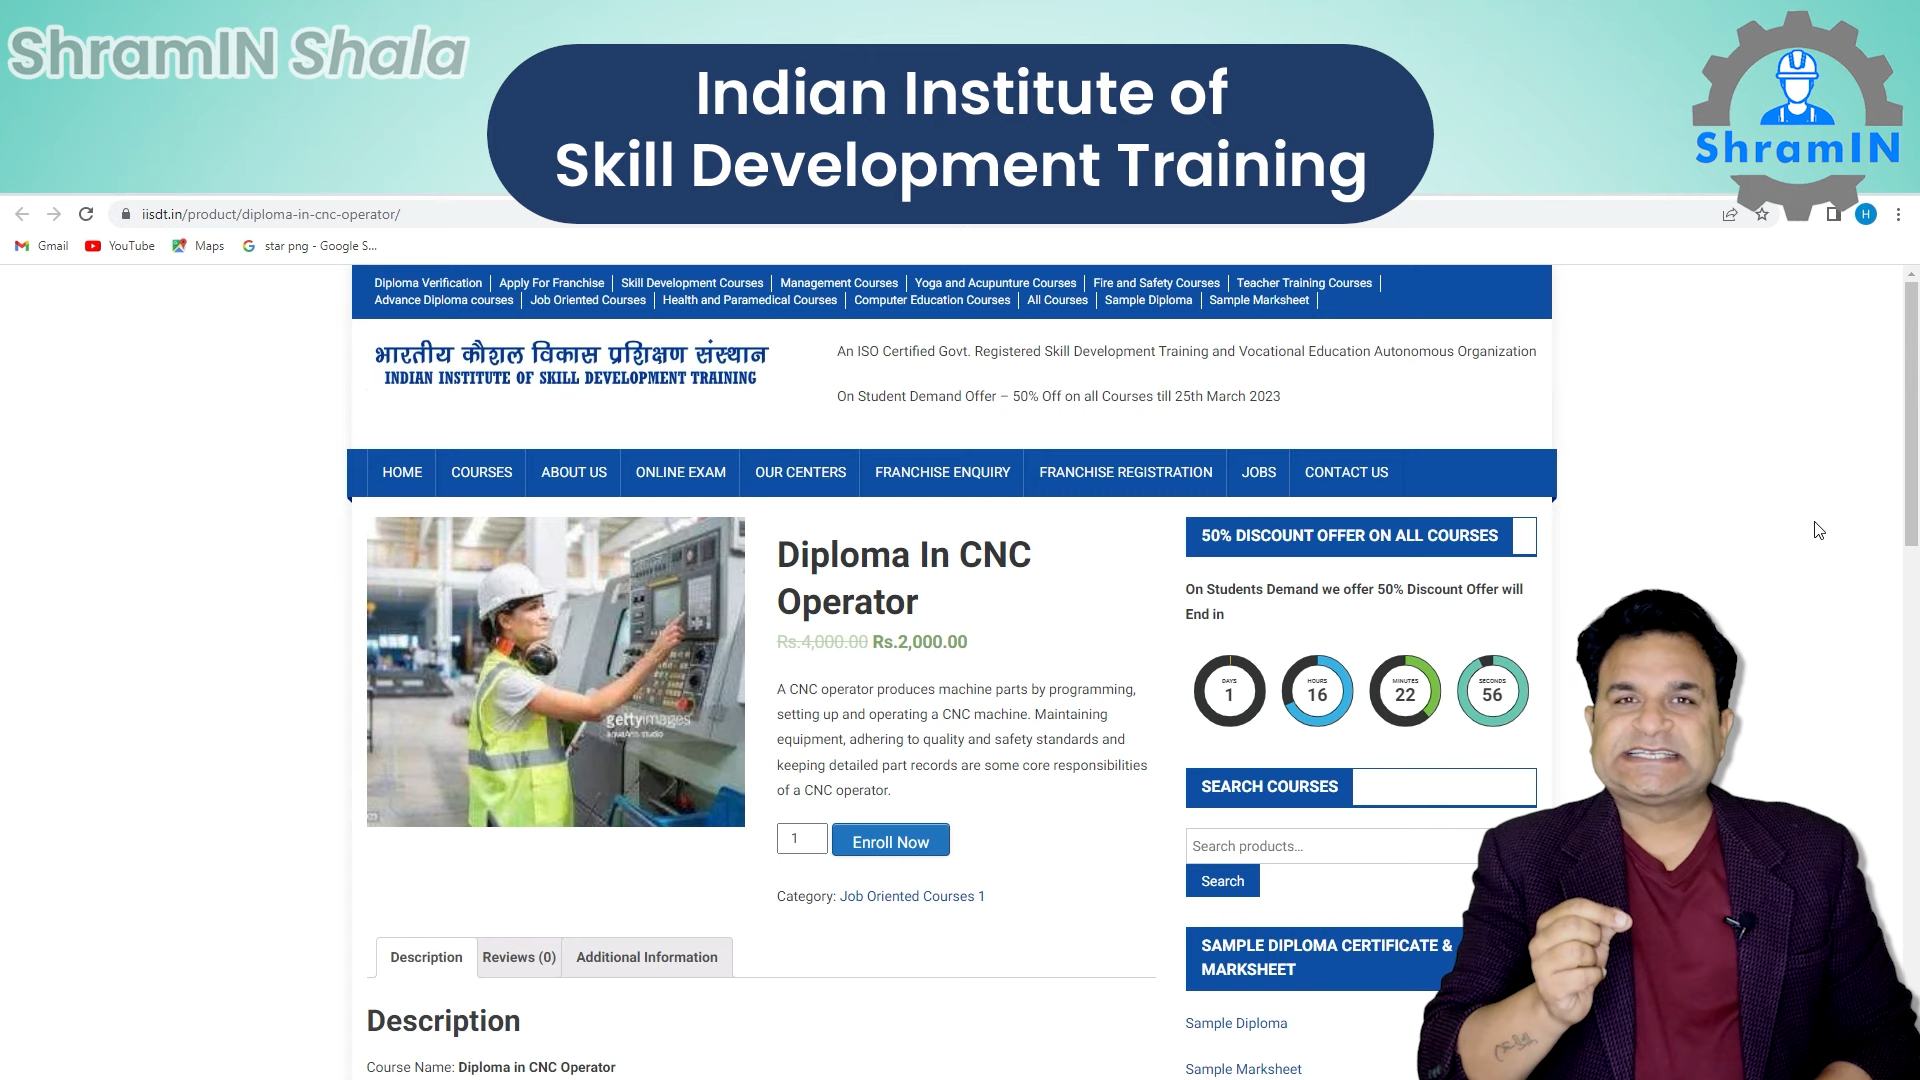 ShramIN Shala
Indian Institute of
Skill Development Training
ShramIN
iisdt.in/product/diploma-in-cnc-operator/
H
Gmail YouTube Maps star png - Google S...
Diploma Verification Apply For Franchise Skill Development Courses Management Courses Yoga and Acupunture Courses Fire and Safety Courses Teacher Training Courses
Advance Diploma courses Job Oriented Courses Health and Paramedical Courses Computer Education Courses All Courses Sample Diploma Sample Marksheet
भारतीय कौशल विकास प्रशिक्षण संस्थान
INDIAN INSTITUTE OF SKILL DEVELOPMENT TRAINING
An ISO Certified Govt. Registered Skill Development Training and Vocational Education Autonomous Organization
On Student Demand Offer – 50% Off on all Courses till 25th March 2023
HOME COURSES ABOUT US ONLINE EXAM OUR CENTERS FRANCHISE ENQUIRY FRANCHISE REGISTRATION JOBS CONTACT US
gettyimages
Diploma In CNC
Operator
Rs.4,000.00 Rs.2,000.00
A CNC operator produces machine parts by programming,
setting up and operating a CNC machine. Maintaining
equipment, adhering to quality and safety standards and
keeping detailed part records are some core responsibilities
of a CNC operator.
1 Enroll Now
Category: Job Oriented Courses 1
50% DISCOUNT OFFER ON ALL COURSES
On Students Demand we offer 50% Discount Offer will
End in
DAYS HOURS MINUTES SECONDS
1 16 22 56
SEARCH COURSES
Search products...
Search
SAMPLE DIPLOMA CERTIFICATE &
MARKSHEET
Sample Diploma
Sample Marksheet
Description Reviews (0) Additional Information
Description
Course Name: Diploma in CNC Operator